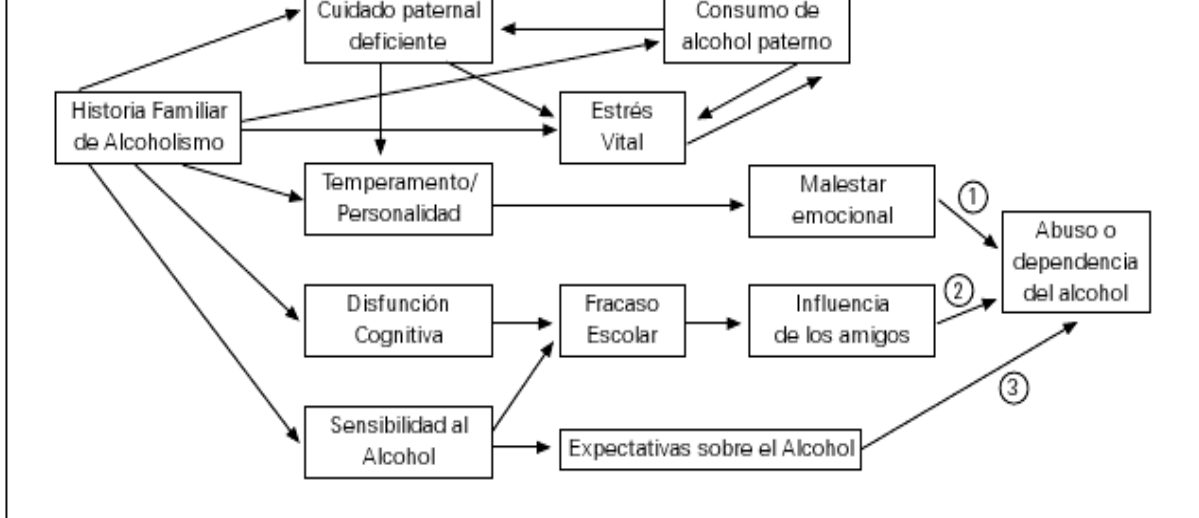 Cuidado paternal
deficiente
Consumo de
alcohol paterno
Historia Familiar
de Alcoholismo
Estrés
Vital
Temperamento/
Personalidad
Malestar
emocional
1
Abuso o
dependencia
del alcohol
Disfunción
Cognitiva
Fracaso
Escolar
Influencia
de los amigos
2
3
Sensibilidad al
Alcohol
Expectativas sobre el Alcohol